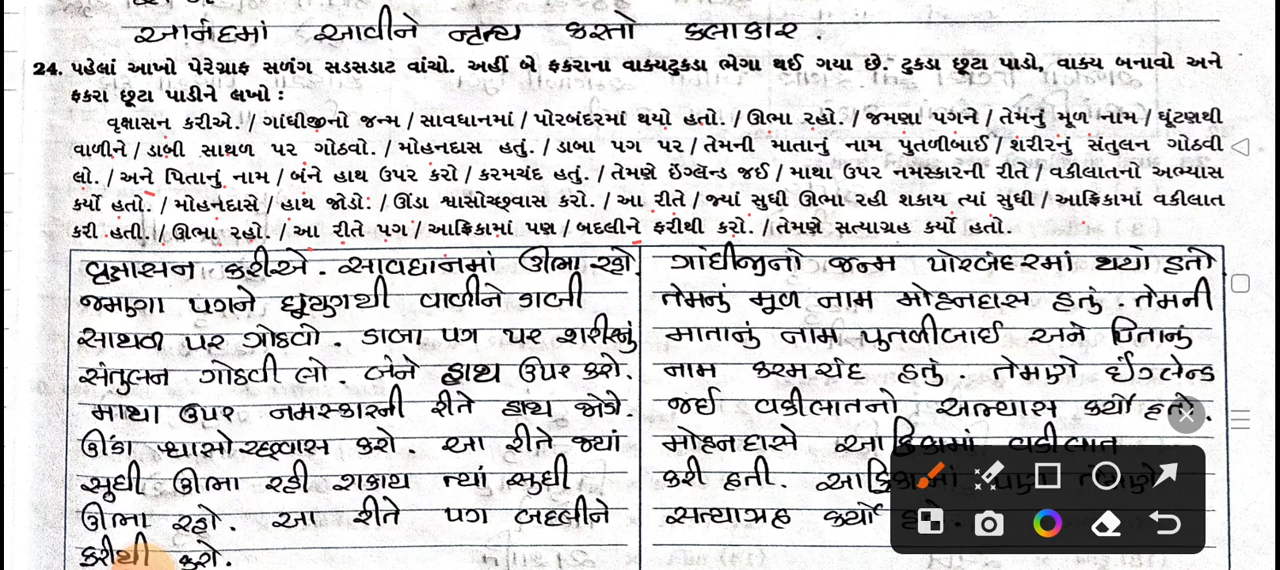 આનંદમાં આવીને નૃત્ય કરતો કલાકાર.
24. પહેલાં આખો પેરેગ્રાફ સળંગ સડસડાટ વાંચો. અહીં બે ફકરાના વાક્યટુકડા ભેગા થઈ ગયા છે. ટુકડા છૂટા પાડો, વાક્ય બનાવો અને
ફકરા છૂટા પાડીને લખો :
વૃક્ષાસન કરીએ. / ગાંધીજીનો જન્મ / સાવધાનમાં / પોરબંદરમાં થયો હતો. / ઊભા રહો. / જમણા પગને / તેમનું મૂળ નામ / ઘૂંટણથી
વાળીને / ડાબી સાથળ પર ગોઠવો. / મોહનદાસ હતું. / ડાબા પગ પર / તેમની માતાનું નામ પુતળીબાઈ / શરીરનું સંતુલન ગોઠવી
લો. / અને પિતાનું નામ / બંને હાથ ઉપર કરો / કરમચંદ હતું. / તેમણે ઇંગ્લૅન્ડ જઈ / માથા ઉપર નમસ્કારની રીતે / વકીલાતનો અભ્યાસ
કર્યો હતો. / મોહનદાસે / હાથ જોડો. / ઊંડા શ્વાસોચ્છ્વાસ કરો. / આ રીતે / જ્યાં સુધી ઊભા રહી શકાય ત્યાં સુધી / આફ્રિકામાં વકીલાત
કરી હતી. / ઊભા રહો. / આ રીતે પગ / આફ્રિકામાં પણ / બદલીને ફરીથી કરો. / તેમણે સત્યાગ્રહ કર્યો હતો.
વૃક્ષાસન કરીએ. સાવધાનમાં ઊભા રહો
જમણા પગને ઘૂંટણથી વાળીને ડાબી
સાથળ પર ગોઠવો. ડાબા પગ પર શરીરનું
સંતુલન ગોઠવી લો. બંને હાથ ઉપર કરો.
માથા ઉપર નમસ્કારની રીતે હાથ જોડો.
ઊંડા શ્વાસોચ્છ્વાસ કરો. આ રીતે જ્યાં
સુધી ઊભા રહી શકાય ત્યાં સુધી
ઊભા રહો. આ રીતે પગ બદલીને
ફરીથી કરો.
ગાંધીજીનો જન્મ પોરબંદરમાં થયો હતો
તેમનું મૂળ નામ મોહનદાસ હતું. તેમની
માતાનું નામ પુતળીબાઈ અને પિતાનું
નામ કરમચંદ હતું. તેમણે ઈંગ્લેન્ડ
જઈ વકીલાતનો અભ્યાસ કર્યો હતો.
મોહનદાસે આફ્રિકામાં વકીલાત
કરી હતી.
સત્યાગ્રહ કર્યો